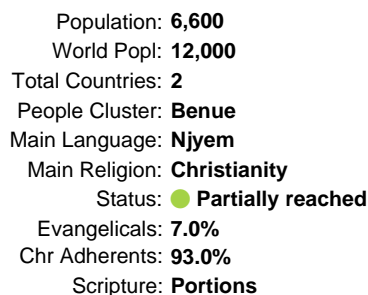 Population: 6,600
World Popl: 12,000
Total Countries: 2
People Cluster: Benue
Main Language: Njyem
Main Religion: Christianity
Status: Partially reached
Evangelicals: 7.0%
Chr Adherents: 93.0%
Scripture: Portions